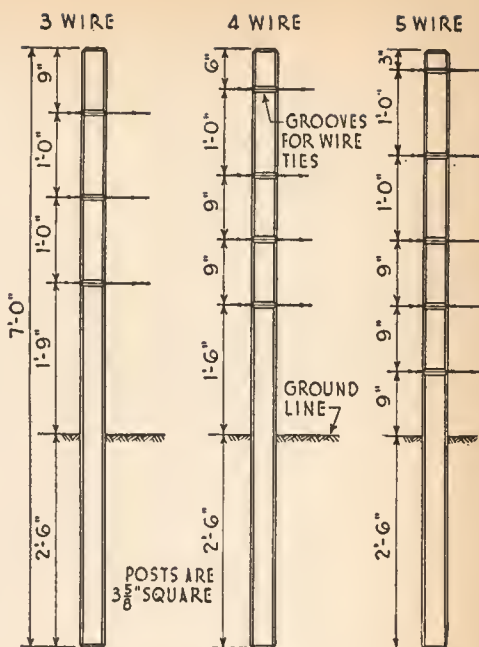 3 WIRE
4 WIRE
5 WIRE
9"
1'-0"
1'-0"
7'-0"
1'-9"
2'-6"
6"
GROOVES
FOR WIRE
TIES
1'-0"
9"
9"
1'-6"
GROUND
LINE
2'-6"
POSTS ARE
3 5/8" SQUARE
3"
1'-0"
1'-0"
9"
9"
9"
2'-6"